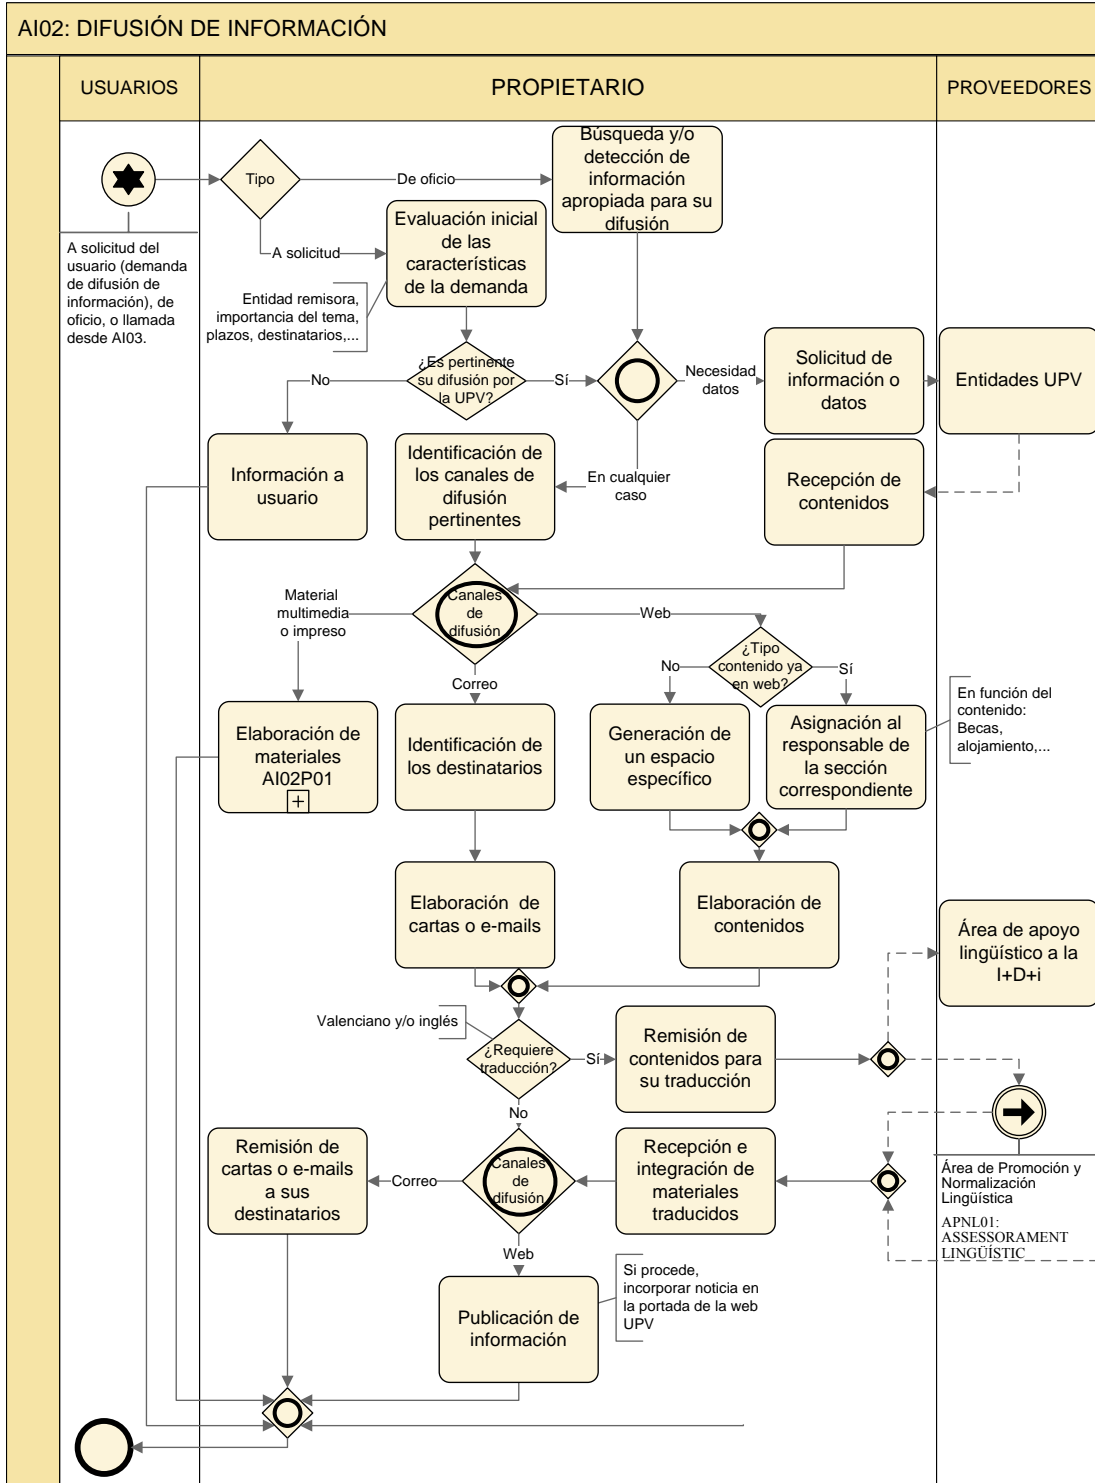 AI02: DIFUSIÓN DE INFORMACIÓN
USUARIOS
PROPIETARIO
PROVEEDORES
Tipo
De oficio
Búsqueda y/o
detección de
información
apropiada para su
difusión
A solicitud del
usuario (demanda
de difusión de
información), de
oficio, o llamada
desde AI03.
A solicitud
Evaluación inicial
de las
características
de la demanda
Entidad remisora,
importancia del tema,
plazos, destinatarios,...
¿Es pertinente
su difusión por
la UPV?
No
Sí
Necesidad
datos
Solicitud de
información o
datos
Entidades UPV
Información a
usuario
Identificación de
los canales de
difusión
pertinentes
En cualquier
caso
Recepción de
contenidos
Material
multimedia
o impreso
Canales
de
difusión
Web
¿Tipo
contenido ya
en web?
No
Sí
Correo
Elaboración de
materiales
AI02P01
Identificación de
los destinatarios
Generación de
un espacio
específico
Asignación al
responsable de
la sección
correspondiente
En función del
contenido:
Becas,
alojamiento,...
Elaboración de
cartas o e-mails
Elaboración de
contenidos
Área de apoyo
lingüístico a la
I+D+i
Valenciano y/o inglés
¿Requiere
traducción?
Sí
Remisión de
contenidos para
su traducción
No
Remisión de
cartas o e-mails
a sus
destinatarios
Correo
Canales
de
difusión
Recepción e
integración de
materiales
traducidos
Área de Promoción y
Normalización
Lingüística
APNL01:
ASSESSORAMENT
LINGÜÍSTIC
Web
Publicación de
información
Si procede,
incorporar noticia en
la portada de la web
UPV